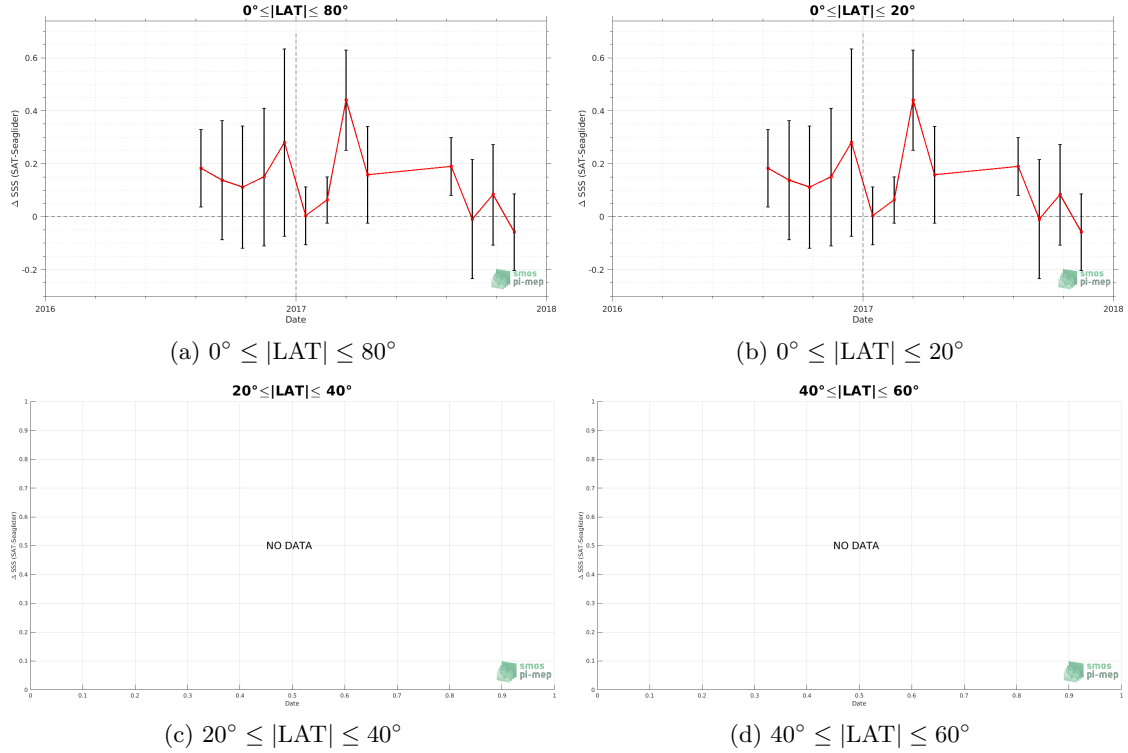 0°≤|LAT|≤ 80°
Δ SSS (SAT-Seaglider)
0.6
0.4
0.2
0
-0.2
2016
2017
2018
Date
smos
pi-mep
(a) 0° ≤ |LAT| ≤ 80°
0°≤|LAT|≤ 20°
Δ SSS (SAT-Seaglider)
0.6
0.4
0.2
0
-0.2
2016
2017
2018
Date
smos
pi-mep
(b) 0° ≤ |LAT| ≤ 20°
20°≤|LAT|≤ 40°
Δ SSS (SAT-Seaglider)
1
0.9
0.8
0.7
0.6
0.5
0.4
0.3
0.2
0.1
0
NO DATA
0
0.1
0.2
0.3
0.4
0.5
0.6
0.7
0.8
0.9
1
Date
smos
pi-mep
(c) 20° ≤ |LAT| ≤ 40°
40°≤|LAT|≤ 60°
Δ SSS (SAT-Seaglider)
1
0.9
0.8
0.7
0.6
0.5
0.4
0.3
0.2
0.1
0
NO DATA
0
0.1
0.2
0.3
0.4
0.5
0.6
0.7
0.8
0.9
1
Date
smos
pi-mep
(d) 40° ≤ |LAT| ≤ 60°